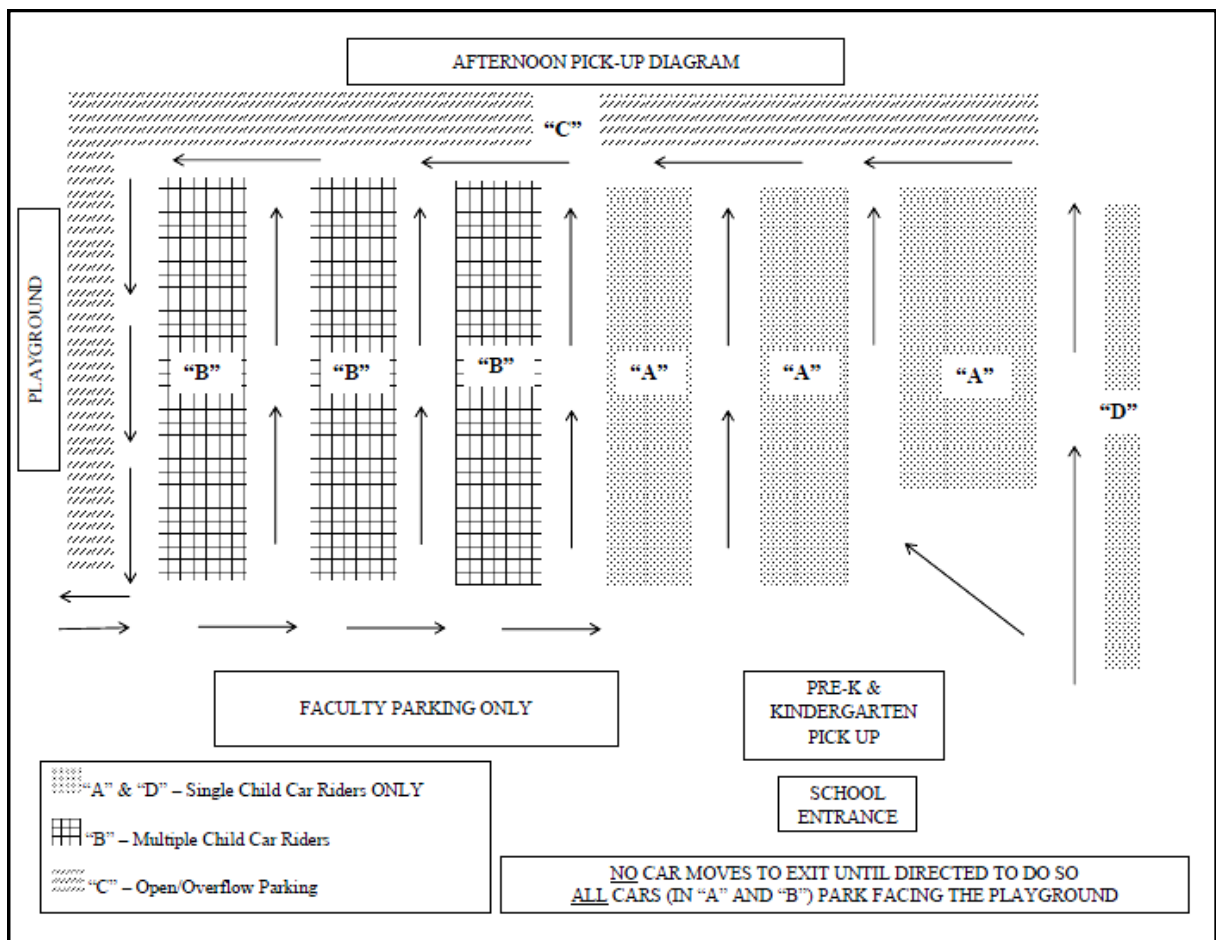 AFTERNOON PICK-UP DIAGRAM
“C”
PLAYGROUND
“B”
“B”
“B”
“A”
“A”
“A”
“D”
FACULTY PARKING ONLY
PRE-K &
KINDERGARTEN
PICK UP
“A” & “D” – Single Child Car Riders ONLY
“B” – Multiple Child Car Riders
“C” – Open/Overflow Parking
SCHOOL
ENTRANCE
NO CAR MOVES TO EXIT UNTIL DIRECTED TO DO SO
ALL CARS (IN “A” AND “B”) PARK FACING THE PLAYGROUND